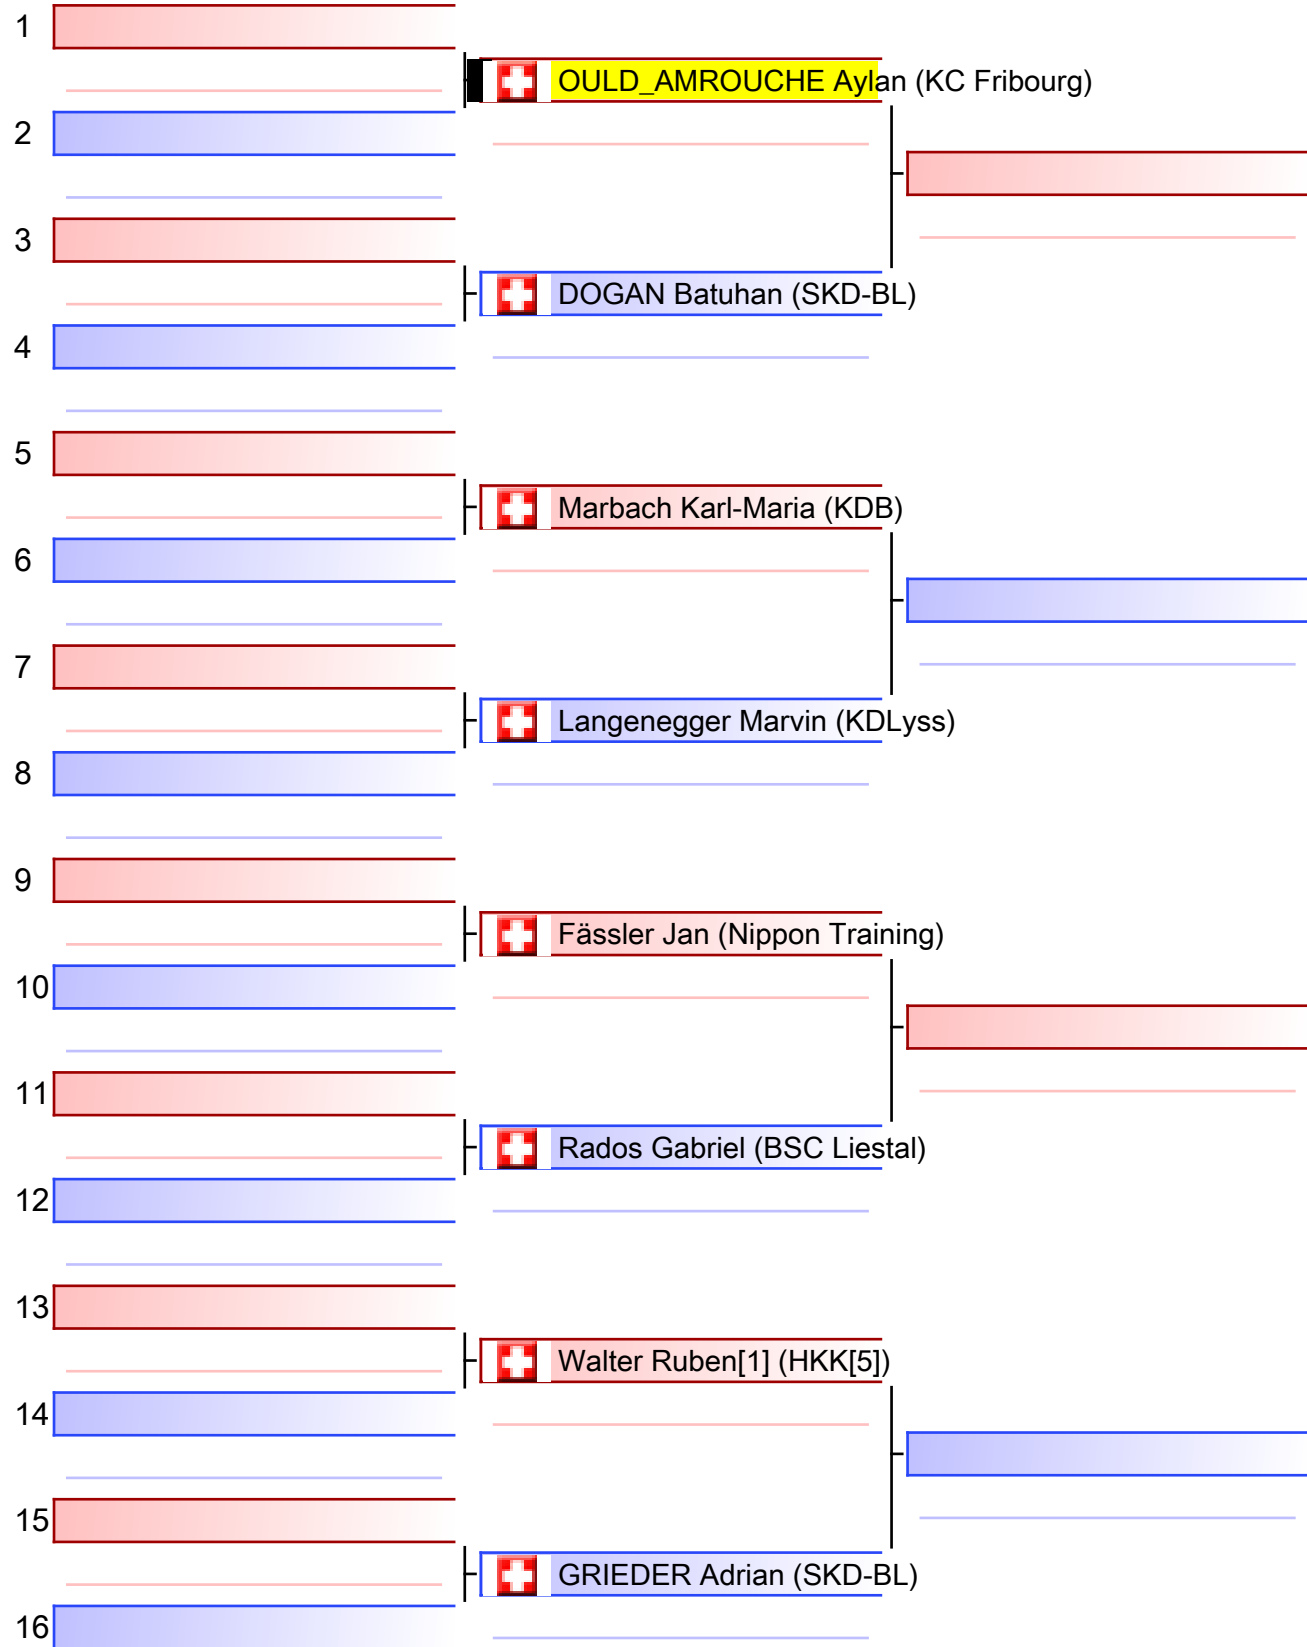 1
OULD_AMROUCHE Aylan (KC Fribourg)
2
3
DOGAN Batuhan (SKD-BL)
4
5
Marbach Karl-Maria (KDB)
6
7
Langenegger Marvin (KDLyss)
8
9
Fässler Jan (Nippon Training)
10
11
Rados Gabriel (BSC Liestal)
12
13
Walter Ruben[1] (HKK[5])
14
15
GRIEDER Adrian (SKD-BL)
16